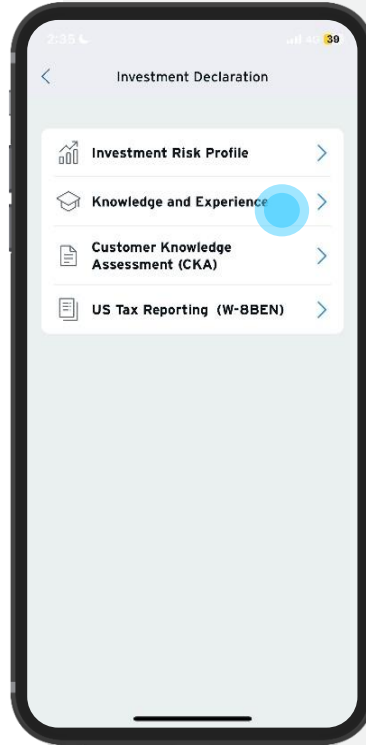 2:35
4G 39
Investment Declaration
Investment Risk Profile
Knowledge and Experience
Customer Knowledge
Assessment (CKA)
US Tax Reporting (W-8BEN)